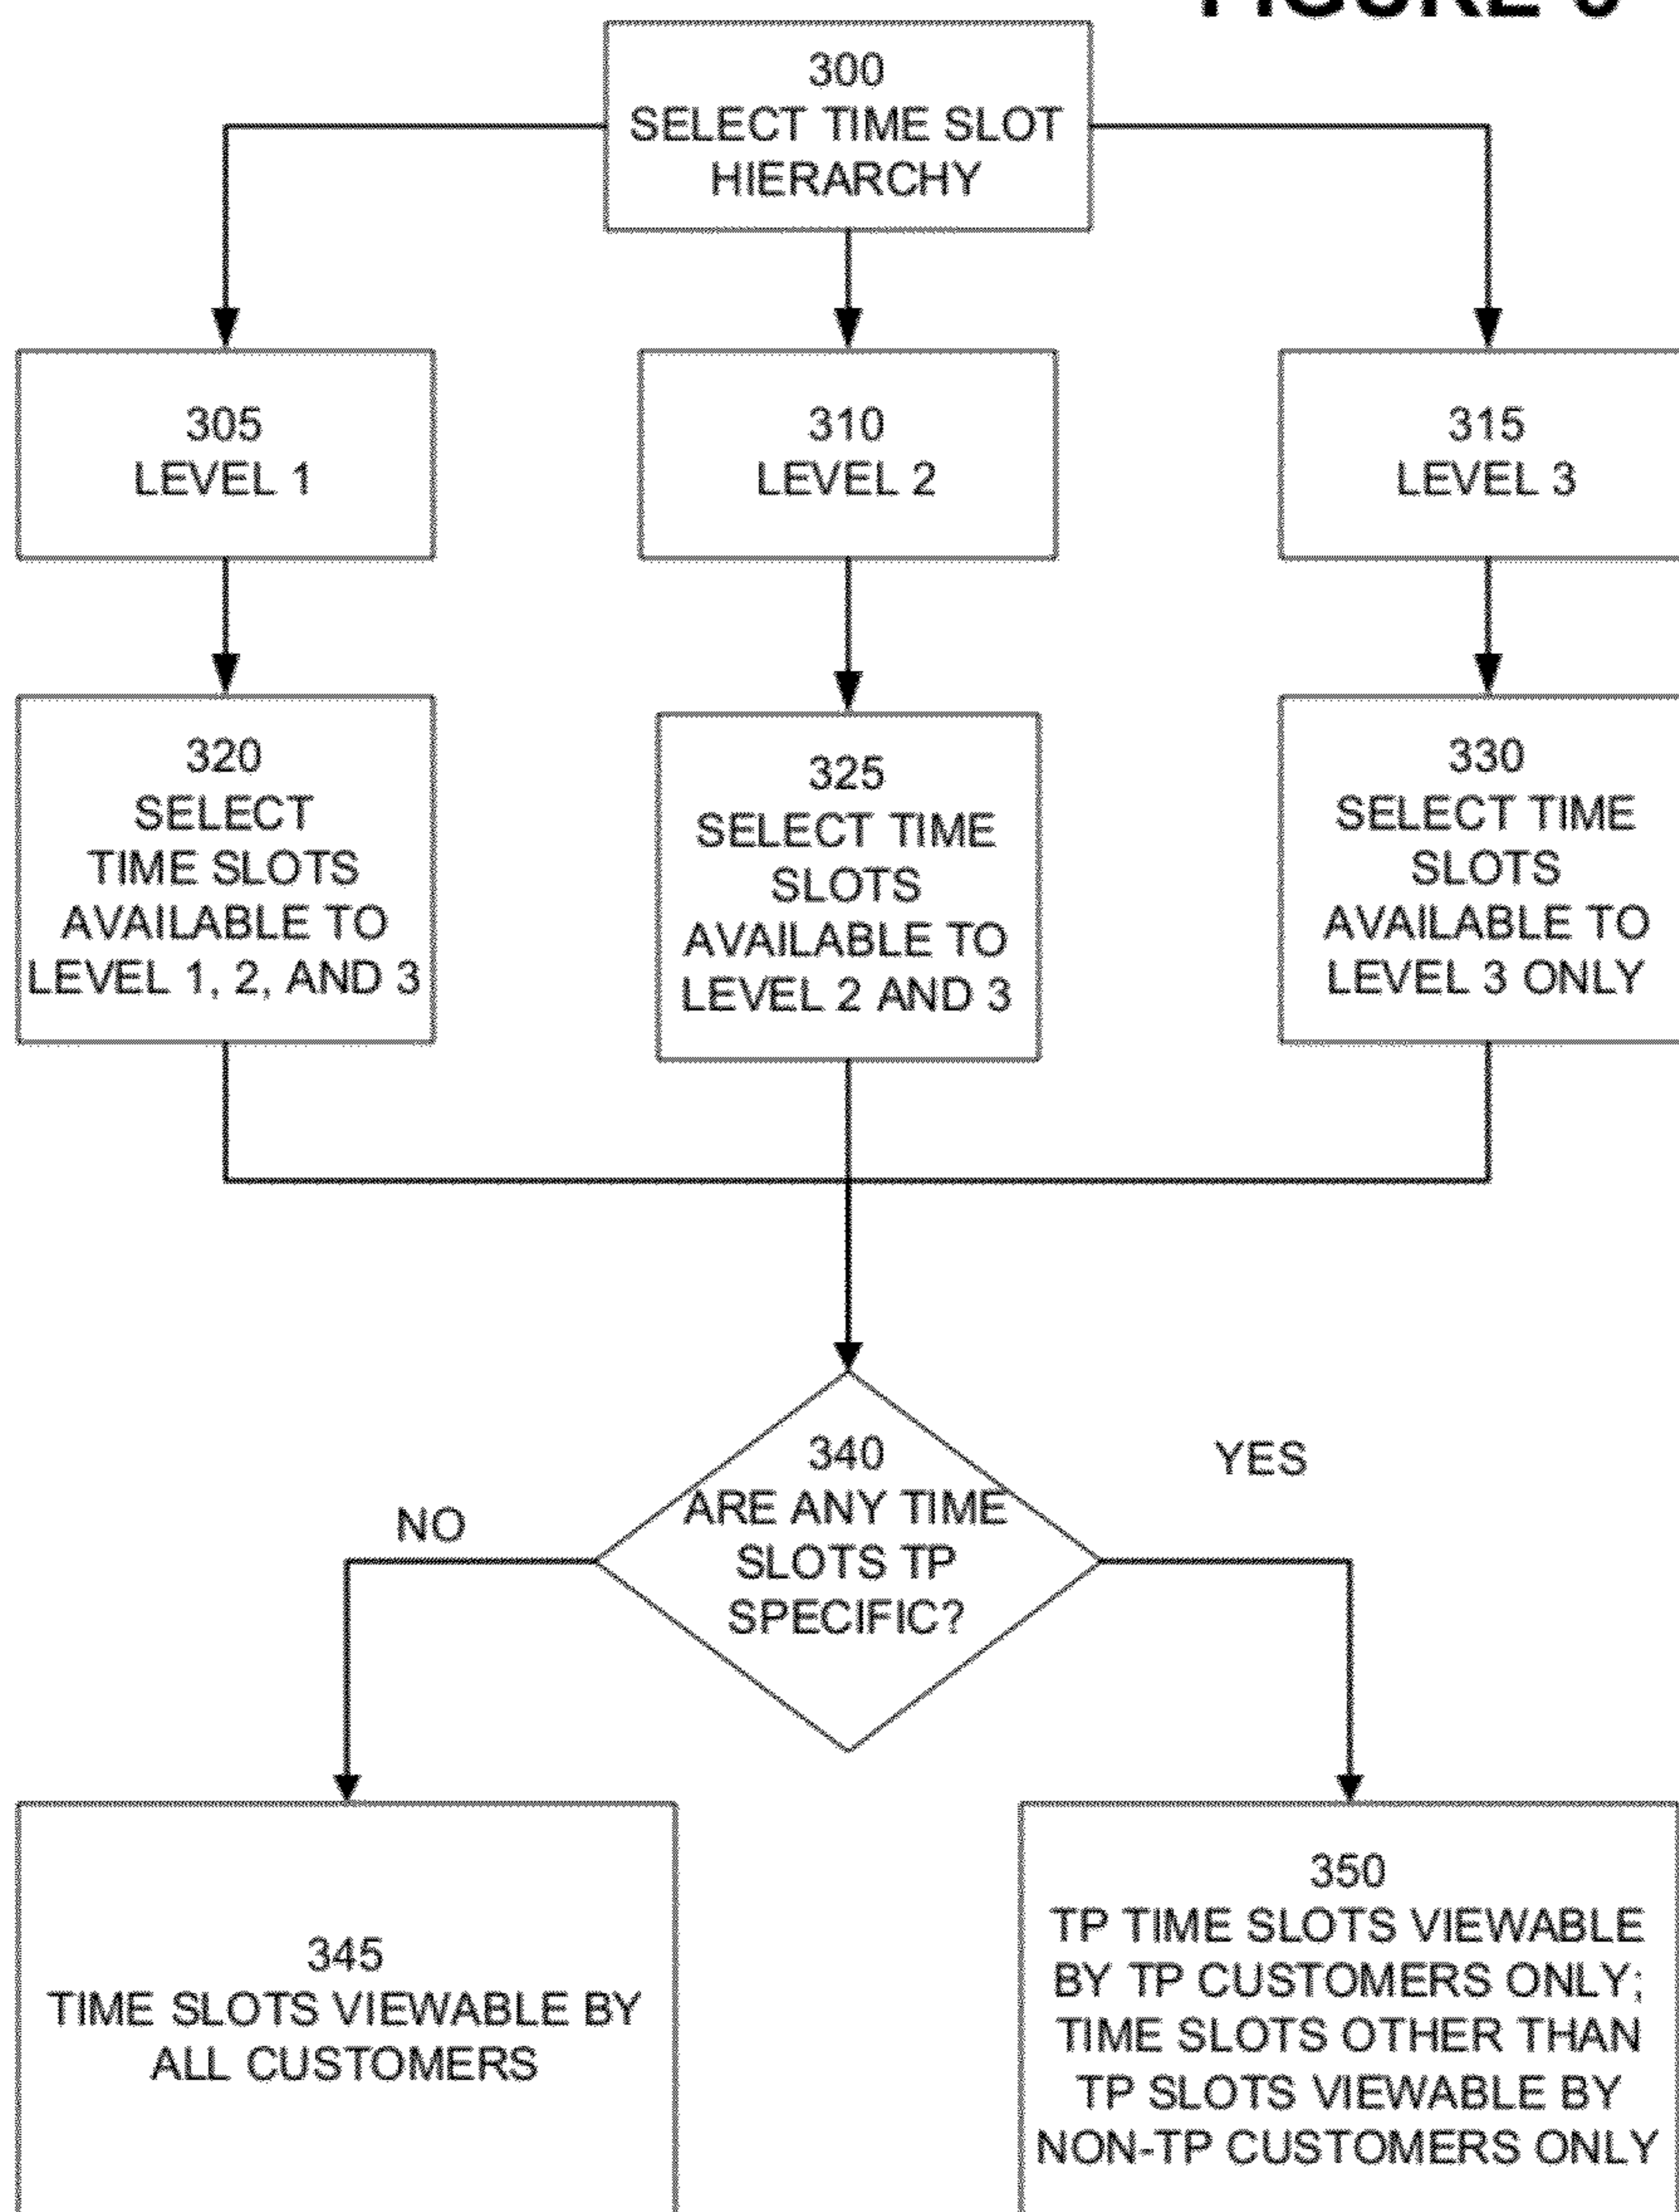 300
SELECT TIME SLOT
HIERARCHY
305
LEVEL 1
310
LEVEL 2
315
LEVEL 3
320
SELECT
TIME SLOTS
AVAILABLE TO
LEVEL 1, 2, AND 3
325
SELECT TIME
SLOTS
AVAILABLE TO
LEVEL 2 AND 3
330
SELECT TIME
SLOTS
AVAILABLE TO
LEVEL 3 ONLY
340
ARE ANY TIME
SLOTS TP
SPECIFIC?
NO
YES
345
TIME SLOTS VIEWABLE BY
ALL CUSTOMERS
350
TP TIME SLOTS VIEWABLE
BY TP CUSTOMERS ONLY;
TIME SLOTS OTHER THAN
TP SLOTS VIEWABLE BY
NON-TP CUSTOMERS ONLY